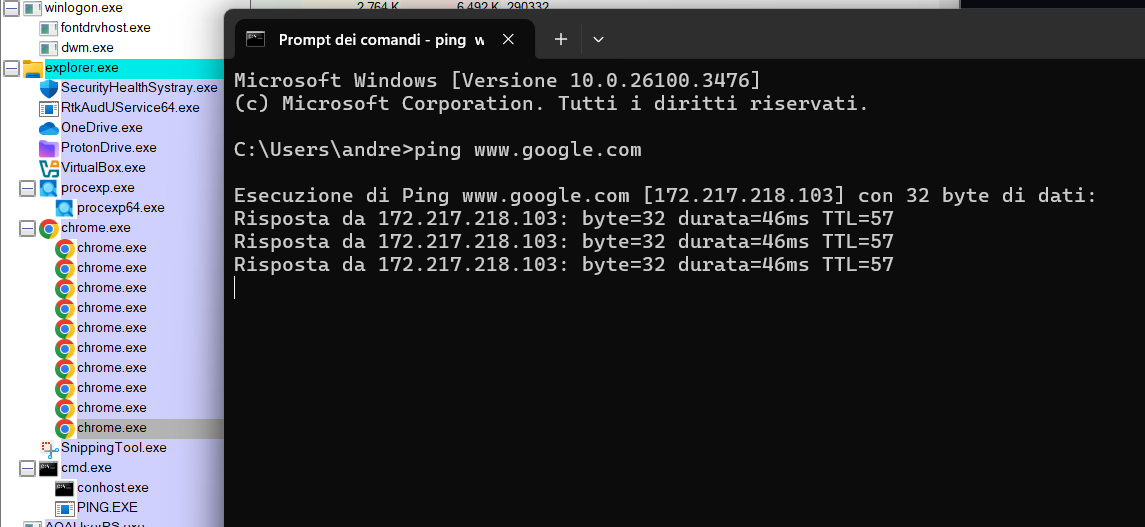 winlogon.exe
2.764 K 6.492 K 290332
fontdrvhost.exe
dwm.exe
explorer.exe
SecurityHealthSystray.exe
RtkAudUService64.exe
OneDrive.exe
ProtonDrive.exe
VirtualBox.exe
procexp.exe
procexp64.exe
chrome.exe
chrome.exe
chrome.exe
chrome.exe
chrome.exe
chrome.exe
chrome.exe
chrome.exe
chrome.exe
chrome.exe
chrome.exe
SnippingTool.exe
cmd.exe
conhost.exe
PING.EXE
Prompt dei comandi - ping w
Microsoft Windows [Versione 10.0.26100.3476]
(c) Microsoft Corporation. Tutti i diritti riservati.
C:\Users\andre>ping www.google.com
Esecuzione di Ping www.google.com [172.217.218.103] con 32 byte di dati:
Risposta da 172.217.218.103: byte=32 durata=46ms TTL=57
Risposta da 172.217.218.103: byte=32 durata=46ms TTL=57
Risposta da 172.217.218.103: byte=32 durata=46ms TTL=57